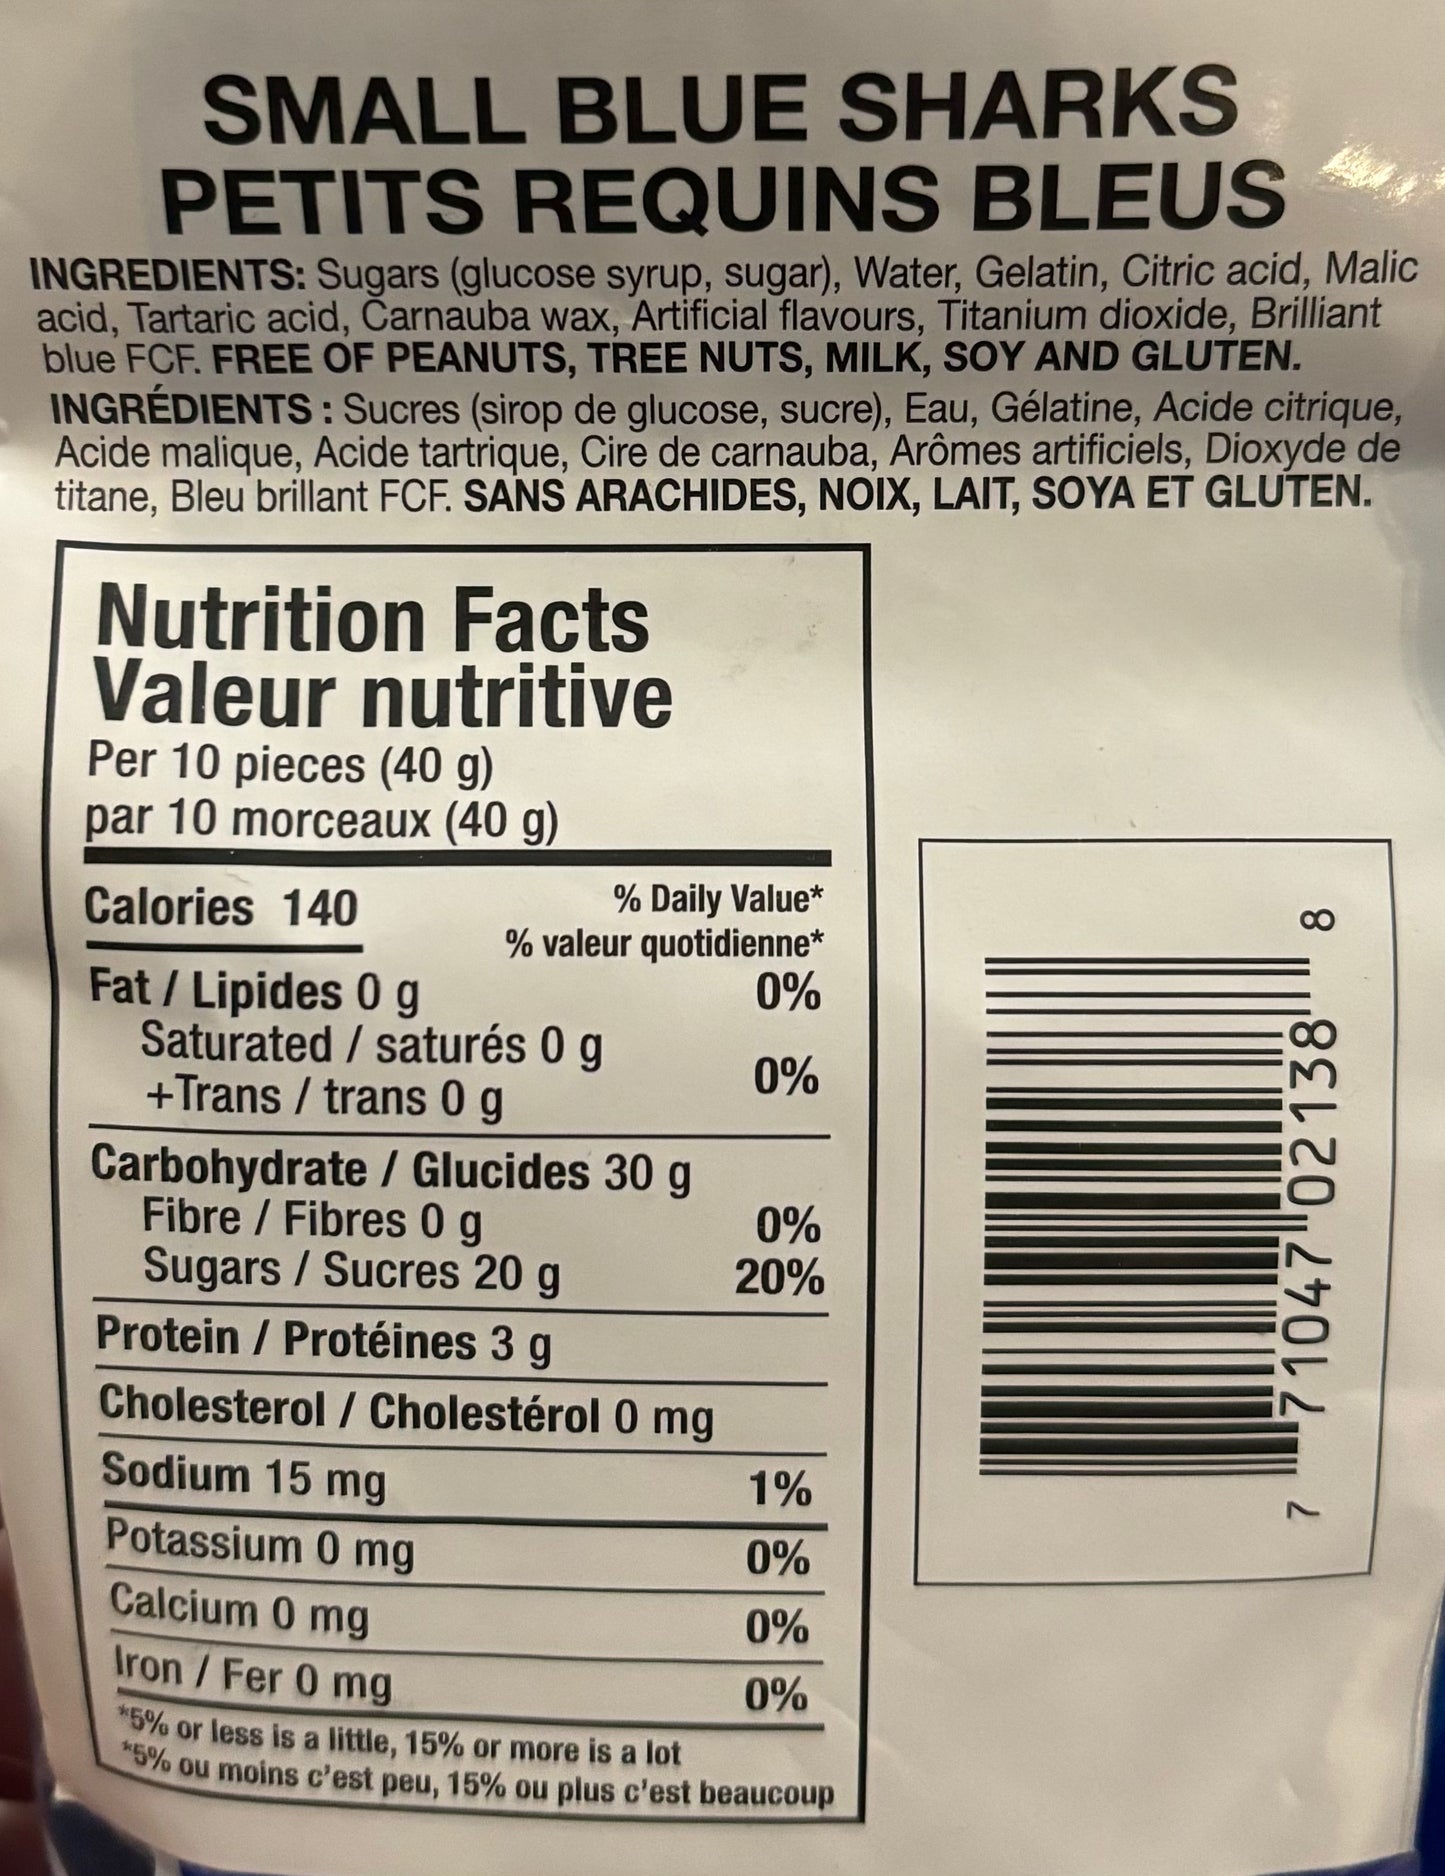 SMALL BLUE SHARKS
PETITS REQUINS BLEUS
INGREDIENTS: Sugars (glucose syrup, sugar), Water, Gelatin, Citric acid, Malic
acid, Tartaric acid, Carnauba wax, Artificial flavours, Titanium dioxide, Brilliant
blue FCF. FREE OF PEANUTS, TREE NUTS, MILK, SOY AND GLUTEN.
INGRÉDIENTS : Sucres (sirop de glucose, sucre), Eau, Gélatine, Acide citrique,
Acide malique, Acide tartrique, Cire de carnauba, Arômes artificiels, Dioxyde de
titane, Bleu brillant FCF. SANS ARACHIDES, NOIX, LAIT, SOYA ET GLUTEN.
Nutrition Facts
Valeur nutritive
Per 10 pieces (40 g)
par 10 morceaux (40 g)
Calories 140 % Daily Value*
% valeur quotidienne*
Fat / Lipides 0 g 0%
Saturated / saturés 0 g
+Trans / trans 0 g 0%
Carbohydrate / Glucides 30 g
Fibre / Fibres 0 g 0%
Sugars / Sucres 20 g 20%
Protein / Protéines 3 g
Cholesterol / Cholestérol 0 mg
Sodium 15 mg 1%
Potassium 0 mg 0%
Calcium 0 mg 0%
Iron / Fer 0 mg 0%
*5% or less is a little, 15% or more is a lot
*5% ou moins c'est peu, 15% ou plus c'est beaucoup
7 71047 02138 8